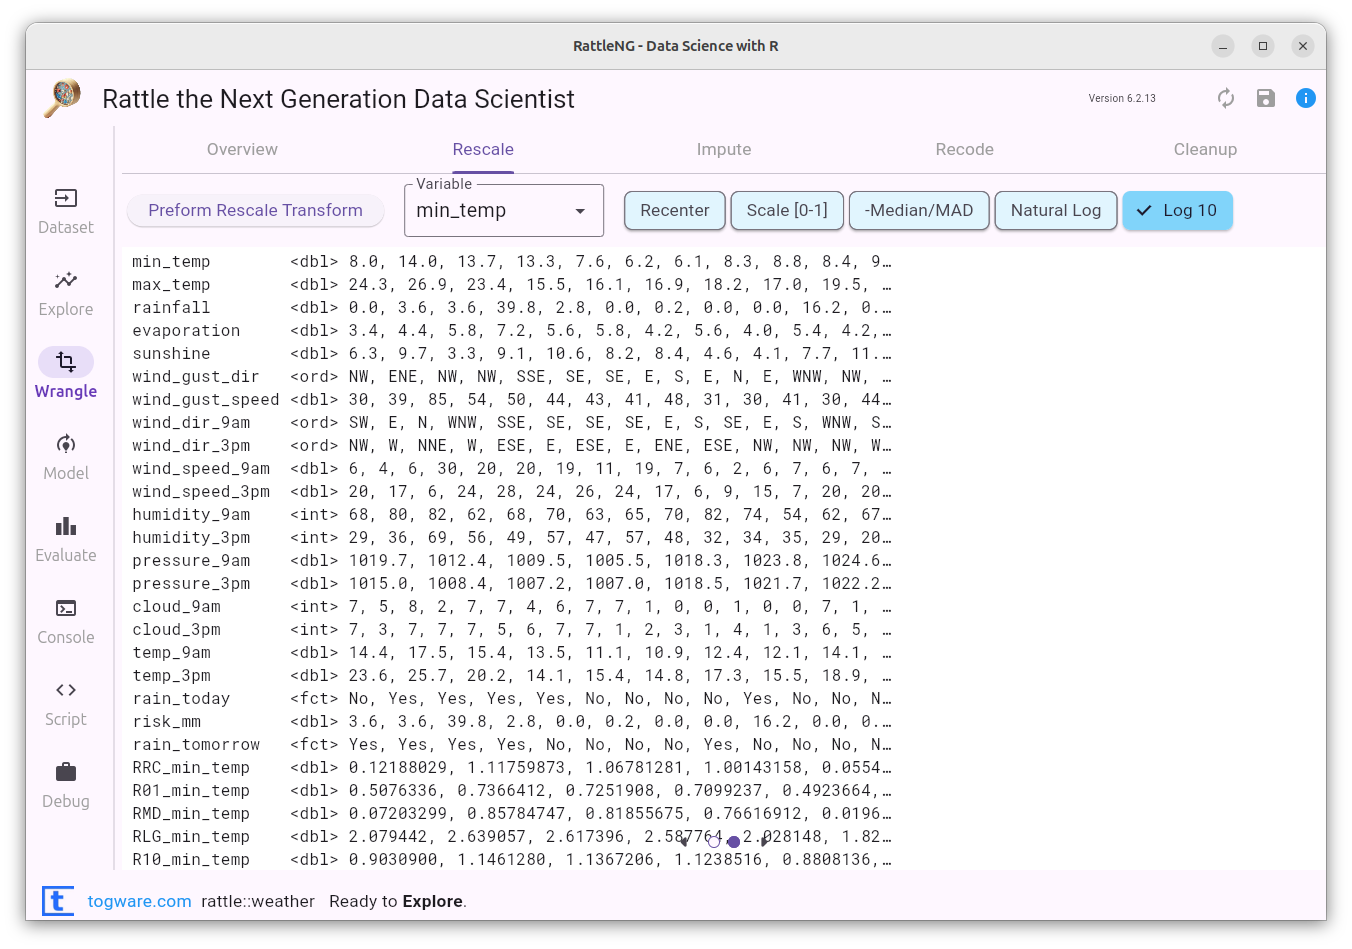 RattleNG - Data Science with R
Rattle the Next Generation Data Scientist
Version 6.2.13
Overview
Rescale
Impute
Recode
Cleanup
Dataset
Explore
Wrangle
Model
Evaluate
Console
Script
Debug
Preform Rescale Transform
Variable
min_temp
Recenter
Scale [0-1]
-Median/MAD
Natural Log
Log 10
min_temp <dbl> 8.0, 14.0, 13.7, 13.3, 7.6, 6.2, 6.1, 8.3, 8.8, 8.4, 9…
max_temp <dbl> 24.3, 26.9, 23.4, 15.5, 16.1, 16.9, 18.2, 17.0, 19.5, …
rainfall <dbl> 0.0, 3.6, 3.6, 39.8, 2.8, 0.0, 0.2, 0.0, 0.0, 16.2, 0.…
evaporation <dbl> 3.4, 4.4, 5.8, 7.2, 5.6, 5.8, 4.2, 5.6, 4.0, 5.4, 4.2,…
sunshine <dbl> 6.3, 9.7, 3.3, 9.1, 10.6, 8.2, 8.4, 4.6, 4.1, 7.7, 11.…
wind_gust_dir <ord> NW, ENE, NW, NW, SSE, SE, SE, E, S, E, N, E, WNW, NW, …
wind_gust_speed <dbl> 30, 39, 85, 54, 50, 44, 43, 41, 48, 31, 30, 41, 30, 44…
wind_dir_9am <ord> SW, E, N, WNW, SSE, SE, SE, SE, E, S, SE, E, S, WNW, S…
wind_dir_3pm <ord> NW, W, NNE, W, ESE, E, ESE, E, ENE, ESE, NW, NW, NW, W…
wind_speed_9am <dbl> 6, 4, 6, 30, 20, 20, 19, 11, 19, 7, 6, 2, 6, 7, 6, 7, …
wind_speed_3pm <dbl> 20, 17, 6, 24, 28, 24, 26, 24, 17, 6, 9, 15, 7, 20, 20…
humidity_9am <int> 68, 80, 82, 62, 68, 70, 63, 65, 70, 82, 74, 54, 62, 67…
humidity_3pm <int> 29, 36, 69, 56, 49, 57, 47, 57, 48, 32, 34, 35, 29, 20…
pressure_9am <dbl> 1019.7, 1012.4, 1009.5, 1005.5, 1018.3, 1023.8, 1024.6…
pressure_3pm <dbl> 1015.0, 1008.4, 1007.2, 1007.0, 1018.5, 1021.7, 1022.2…
cloud_9am <int> 7, 5, 8, 2, 7, 7, 4, 6, 7, 7, 1, 0, 0, 1, 0, 0, 7, 1, …
cloud_3pm <int> 7, 3, 7, 7, 7, 5, 6, 7, 7, 1, 2, 3, 1, 4, 1, 3, 6, 5, …
temp_9am <dbl> 14.4, 17.5, 15.4, 13.5, 11.1, 10.9, 12.4, 12.1, 14.1, …
temp_3pm <dbl> 23.6, 25.7, 20.2, 14.1, 15.4, 14.8, 17.3, 15.5, 18.9, …
rain_today <fct> No, Yes, Yes, Yes, Yes, No, No, No, No, Yes, No, No, N…
risk_mm <dbl> 3.6, 3.6, 39.8, 2.8, 0.0, 0.2, 0.0, 0.0, 16.2, 0.0, 0.…
rain_tomorrow <fct> Yes, Yes, Yes, Yes, No, No, No, No, Yes, No, No, No, N…
RRC_min_temp <dbl> 0.12188029, 1.11759873, 1.06781281, 1.00143158, 0.0554…
R01_min_temp <dbl> 0.5076336, 0.7366412, 0.7251908, 0.7099237, 0.4923664,…
RMD_min_temp <dbl> 0.07203299, 0.85784747, 0.81855675, 0.76616912, 0.0196…
RLG_min_temp <dbl> 2.079442, 2.639057, 2.617396, 2.587764, 2.028148, 1.82…
R10_min_temp <dbl> 0.9030900, 1.1461280, 1.1367206, 1.1238516, 0.8808136,…
togware.com rattle::weather Ready to Explore.